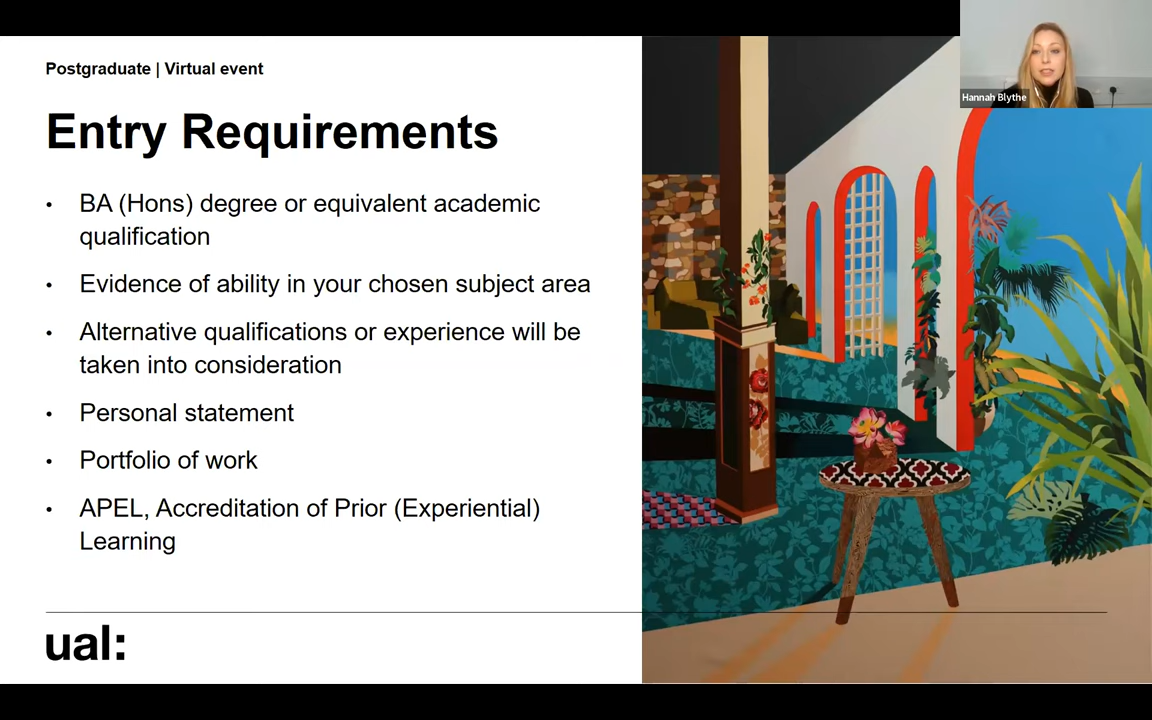 Postgraduate | Virtual event
Hannah Blythe
Entry Requirements
• BA (Hons) degree or equivalent academic
qualification
• Evidence of ability in your chosen subject area
• Alternative qualifications or experience will be
taken into consideration
• Personal statement
• Portfolio of work
• APEL, Accreditation of Prior (Experiential)
Learning
ual: